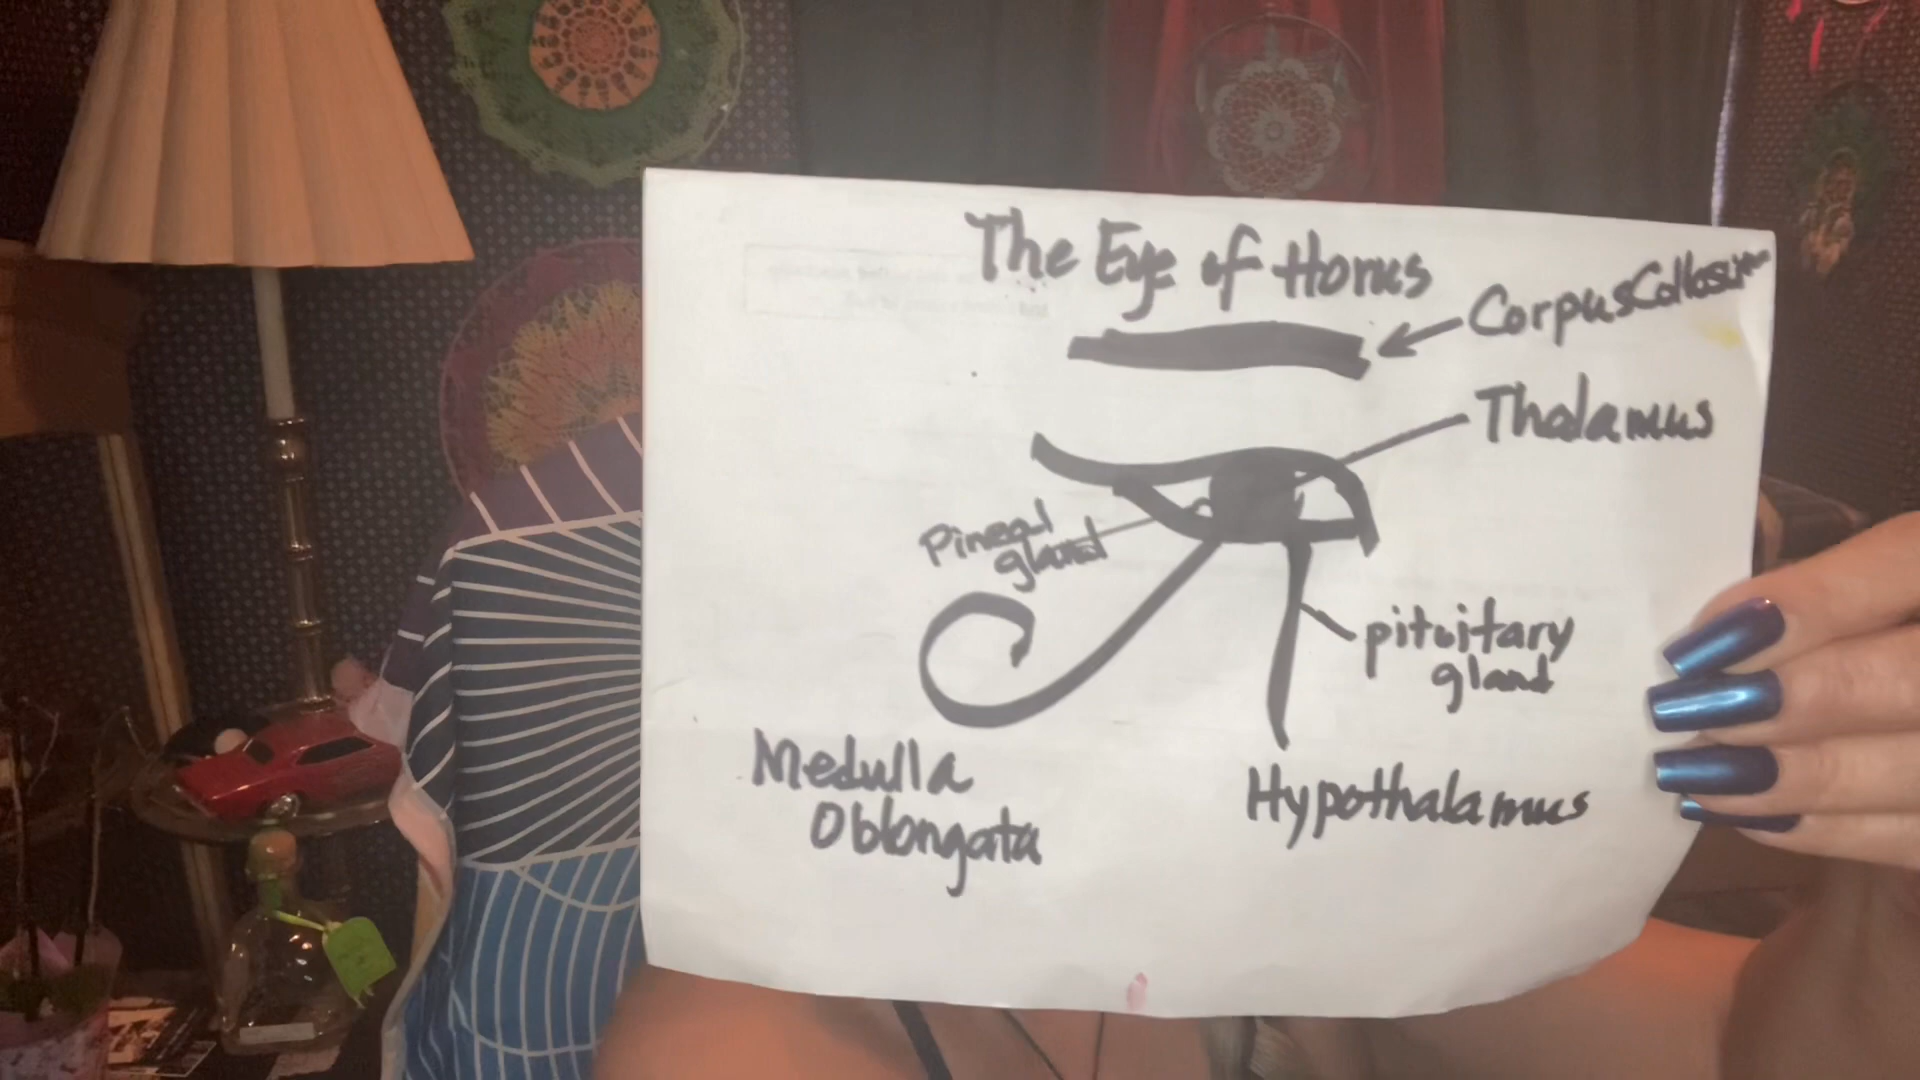 The Eye of Horus
Corpus Collosum
Thalamus
Pineal
gland
pituitary
gland
Medulla
Oblongata
Hypothalamus